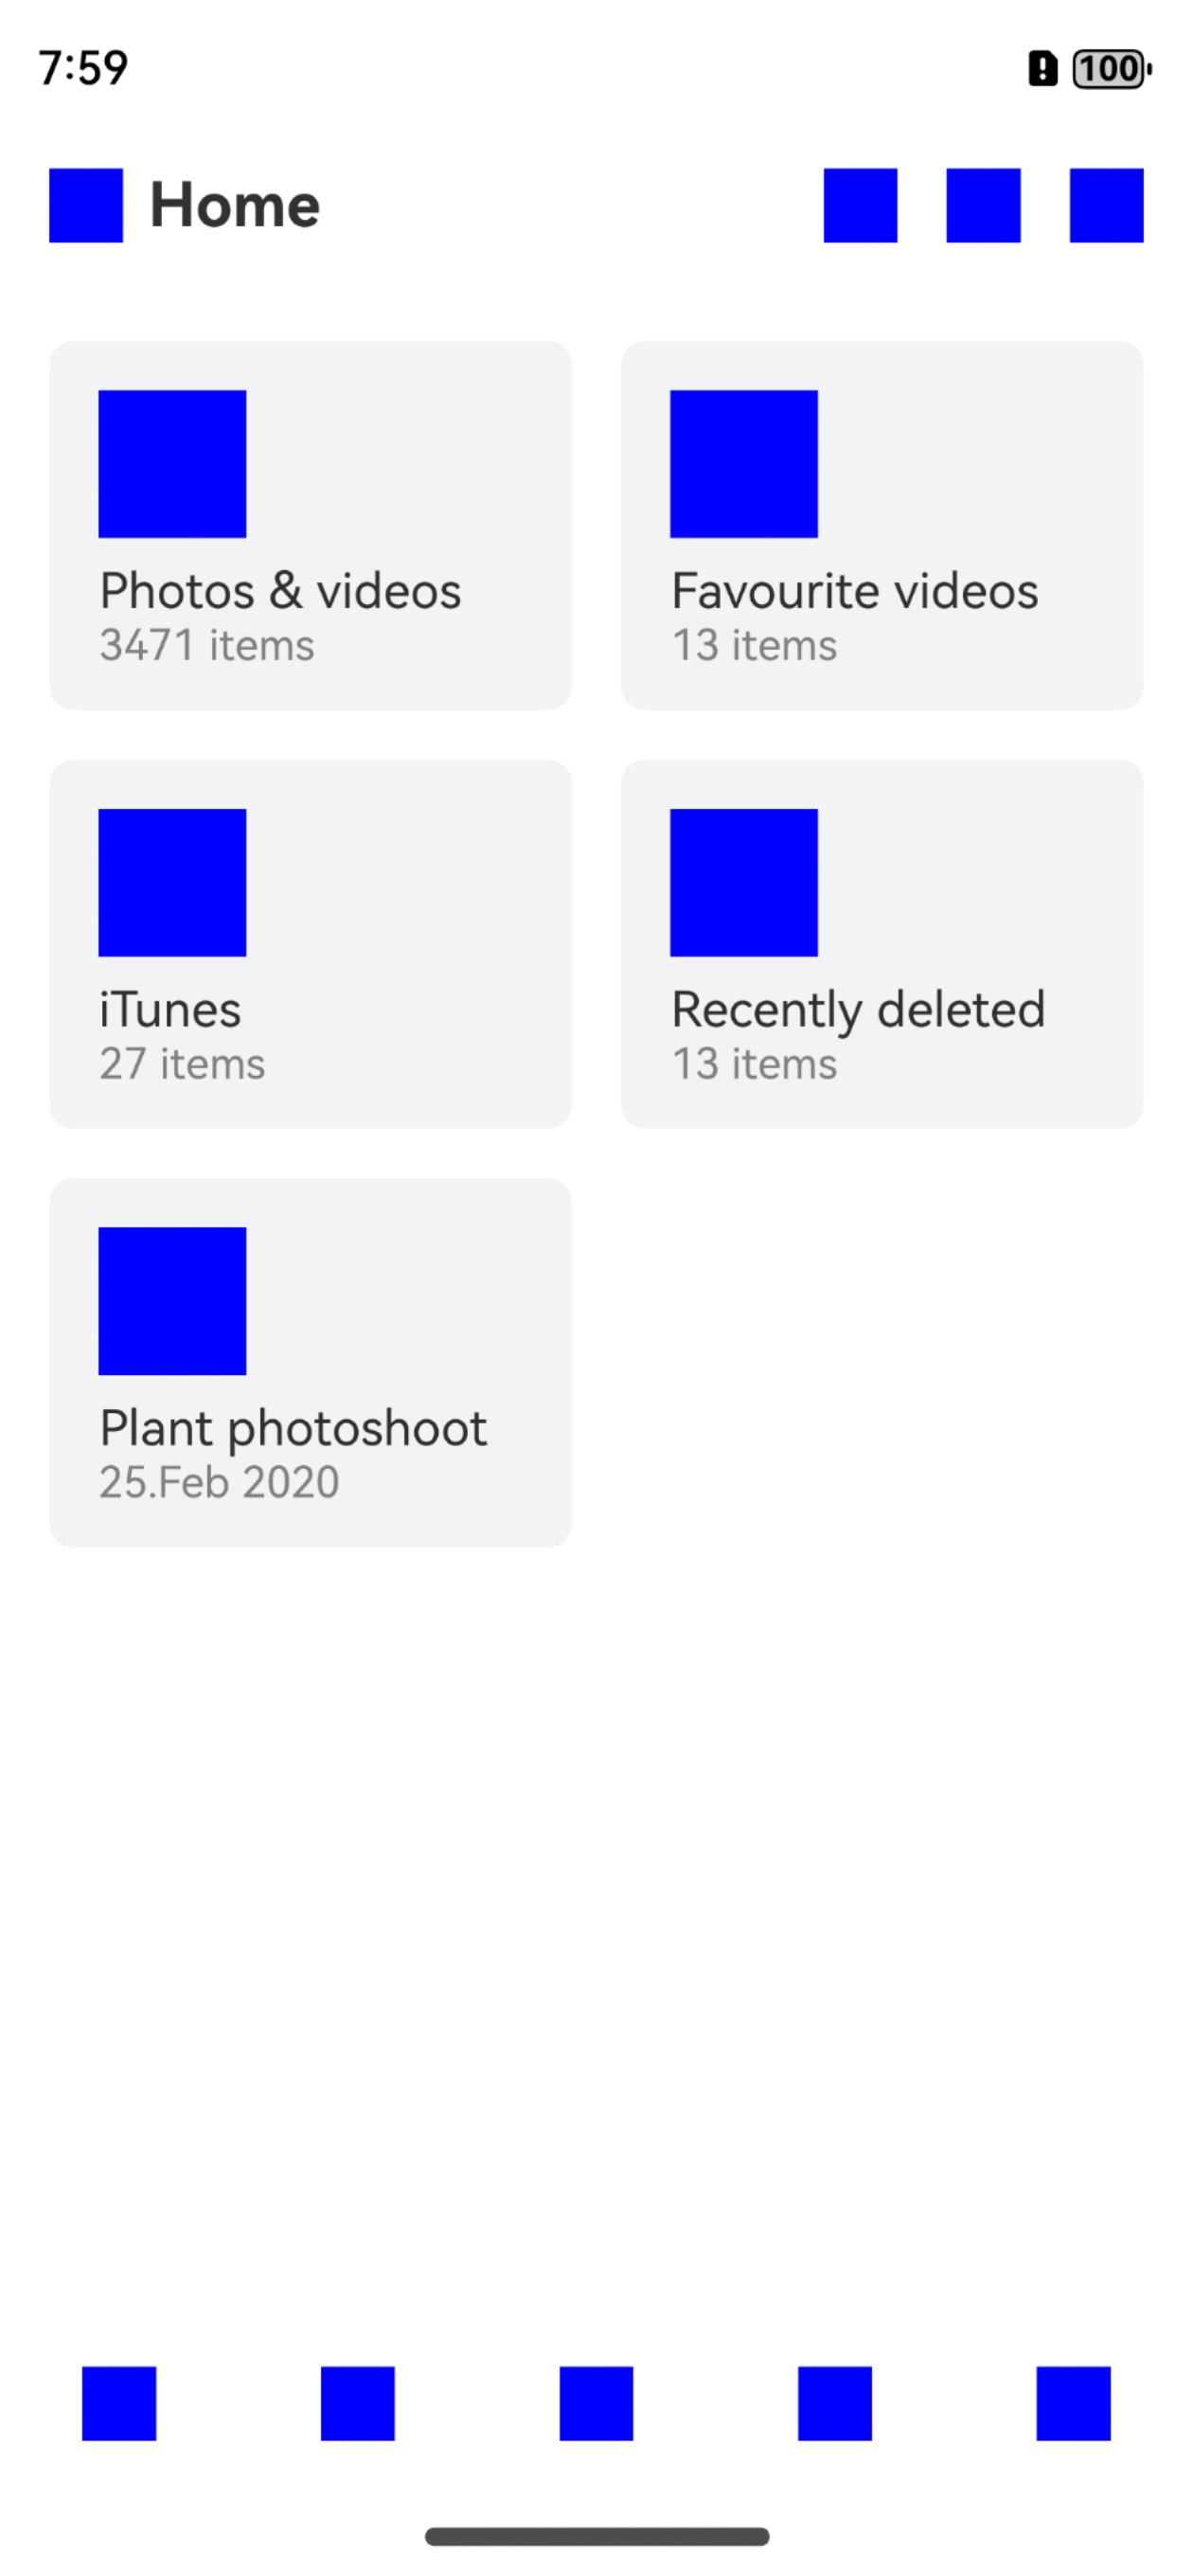 7:59
100
Home
Photos & videos
3471 items
Favourite videos
13 items
iTunes
27 items
Recently deleted
13 items
Plant photoshoot
25.Feb 2020